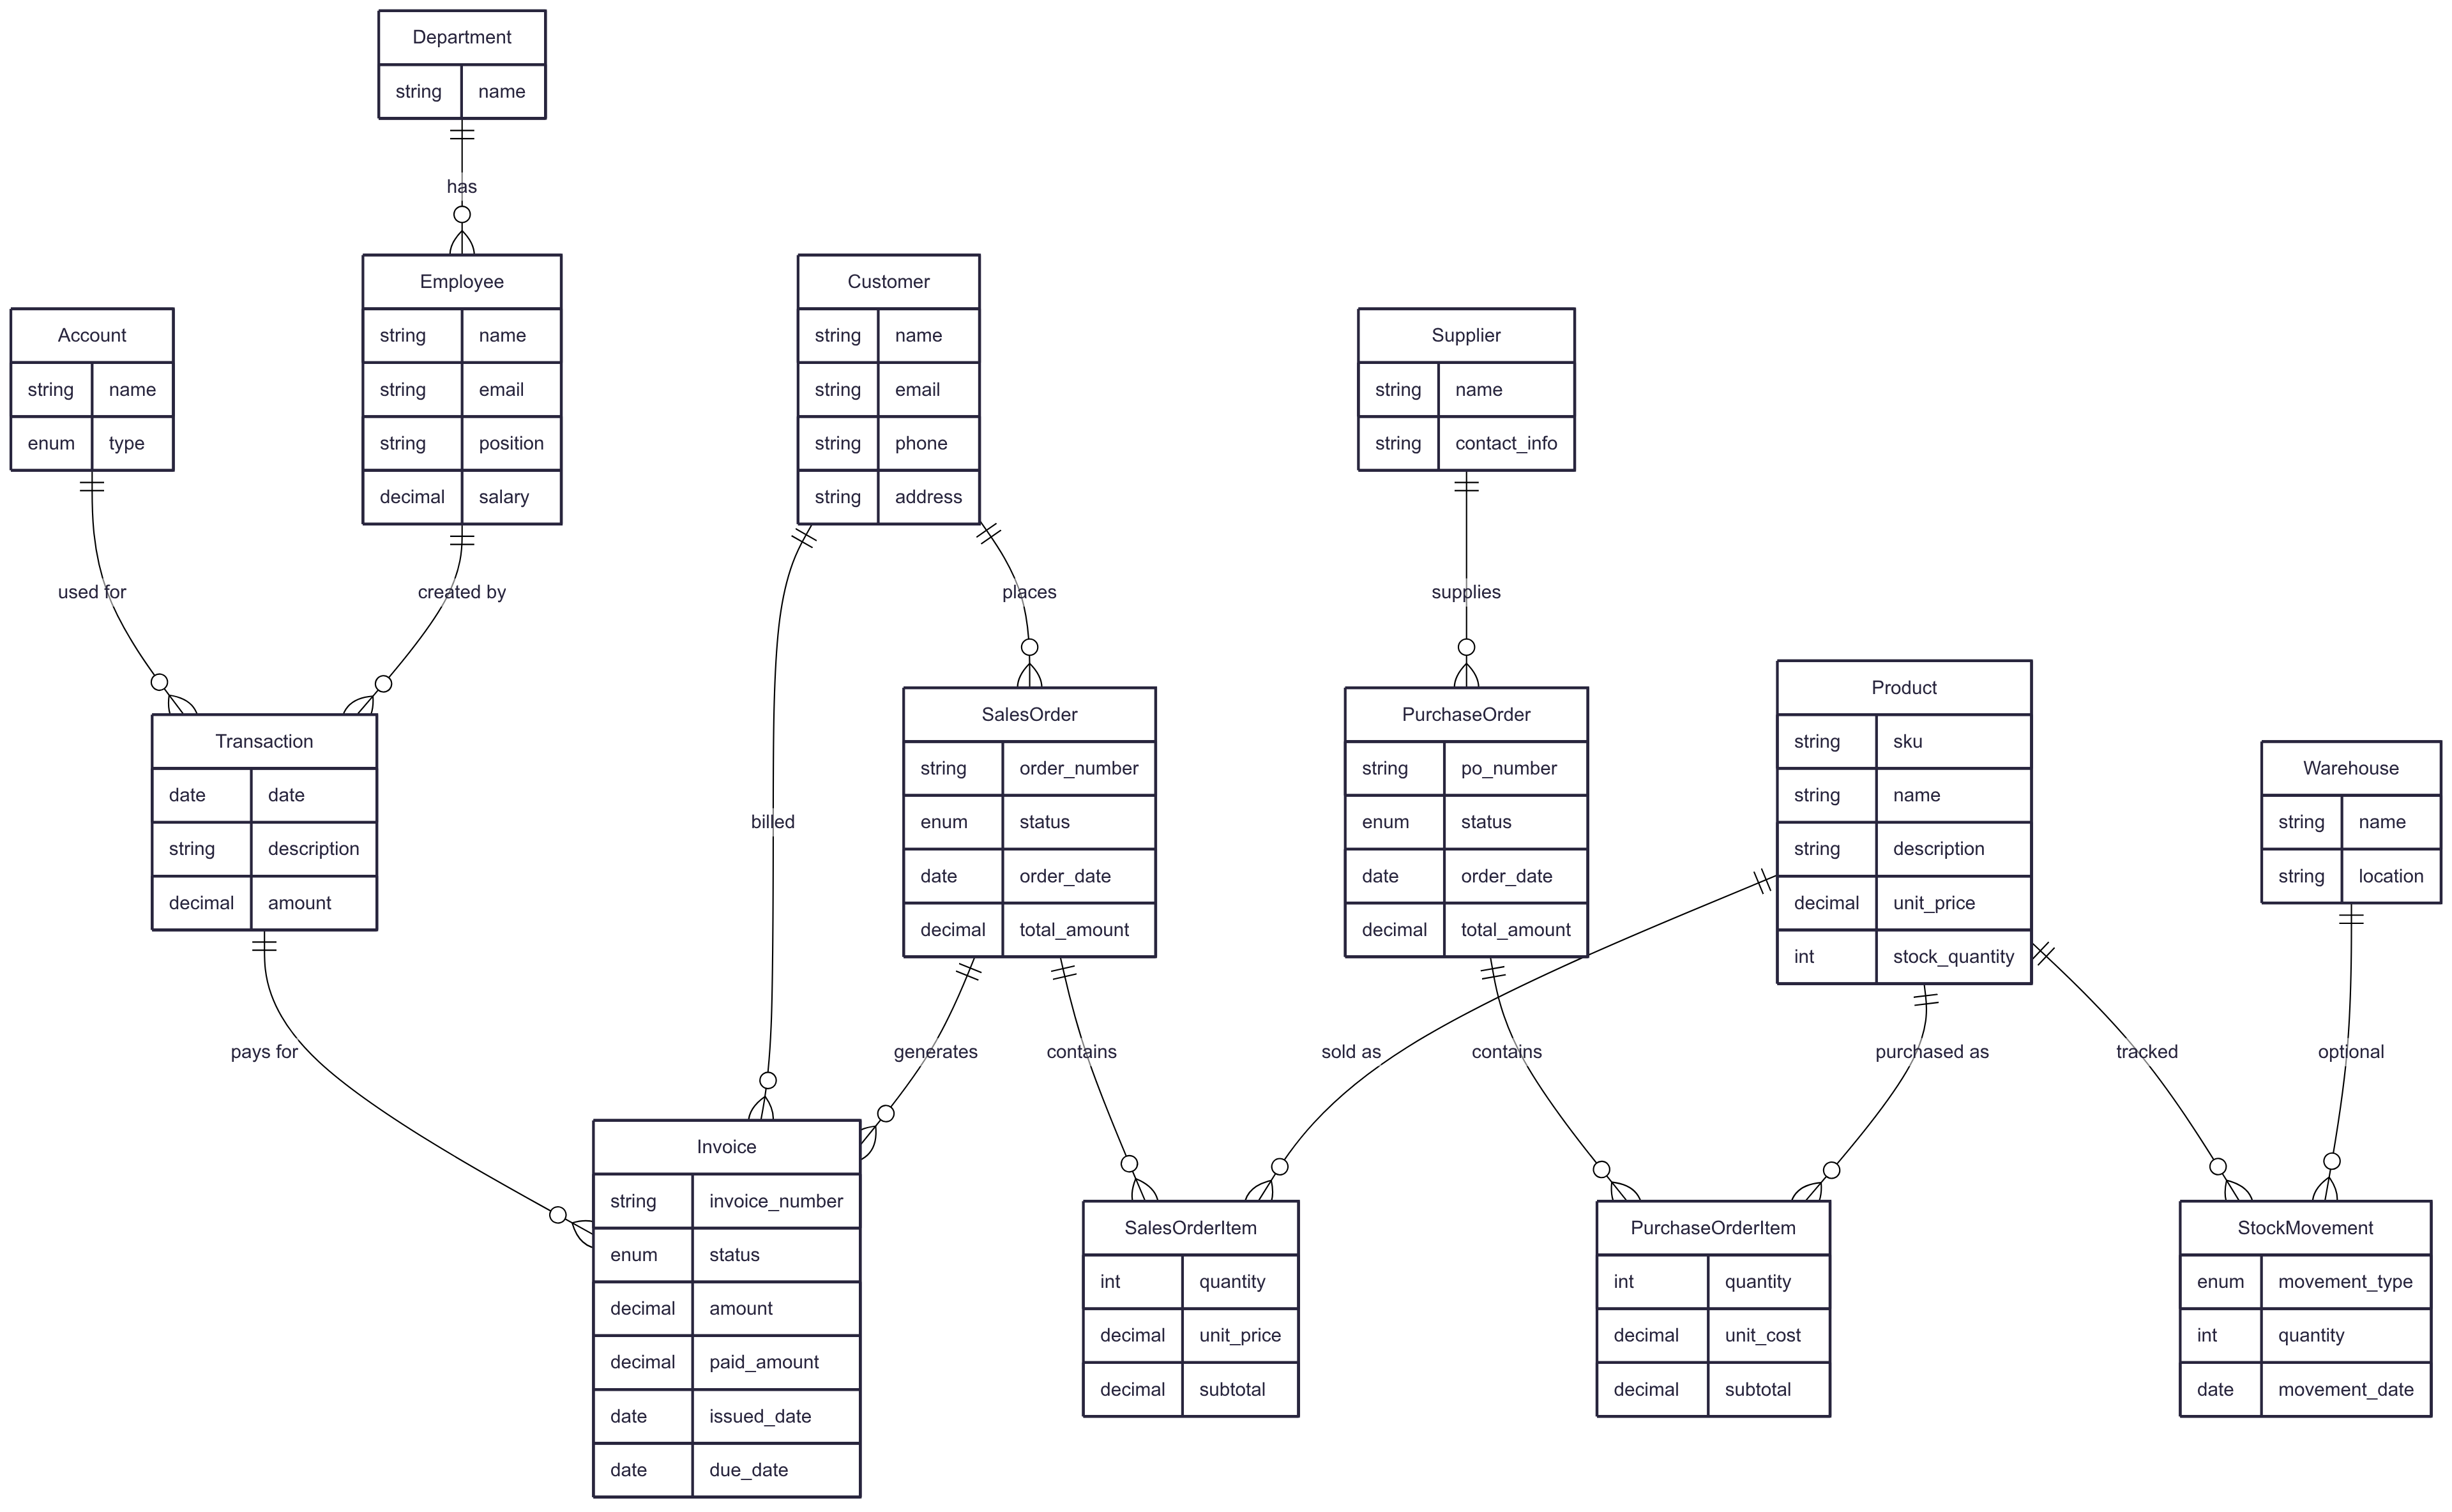 Department
string name
has
Employee
string name
string email
string position
decimal salary
Customer
string name
string email
string phone
string address
Account
string name
enum type
Supplier
string name
string contact_info
used for
created by
places
supplies
Transaction
date date
string description
decimal amount
billed
SalesOrder
string order_number
enum status
date order_date
decimal total_amount
PurchaseOrder
string po_number
enum status
date order_date
decimal total_amount
Product
string sku
string name
string description
decimal unit_price
int stock_quantity
Warehouse
string name
string location
pays for
generates
contains
sold as
contains
purchased as
tracked
optional
Invoice
string invoice_number
enum status
decimal amount
decimal paid_amount
date issued_date
date due_date
SalesOrderItem
int quantity
decimal unit_price
decimal subtotal
PurchaseOrderItem
int quantity
decimal unit_cost
decimal subtotal
StockMovement
enum movement_type
int quantity
date movement_date